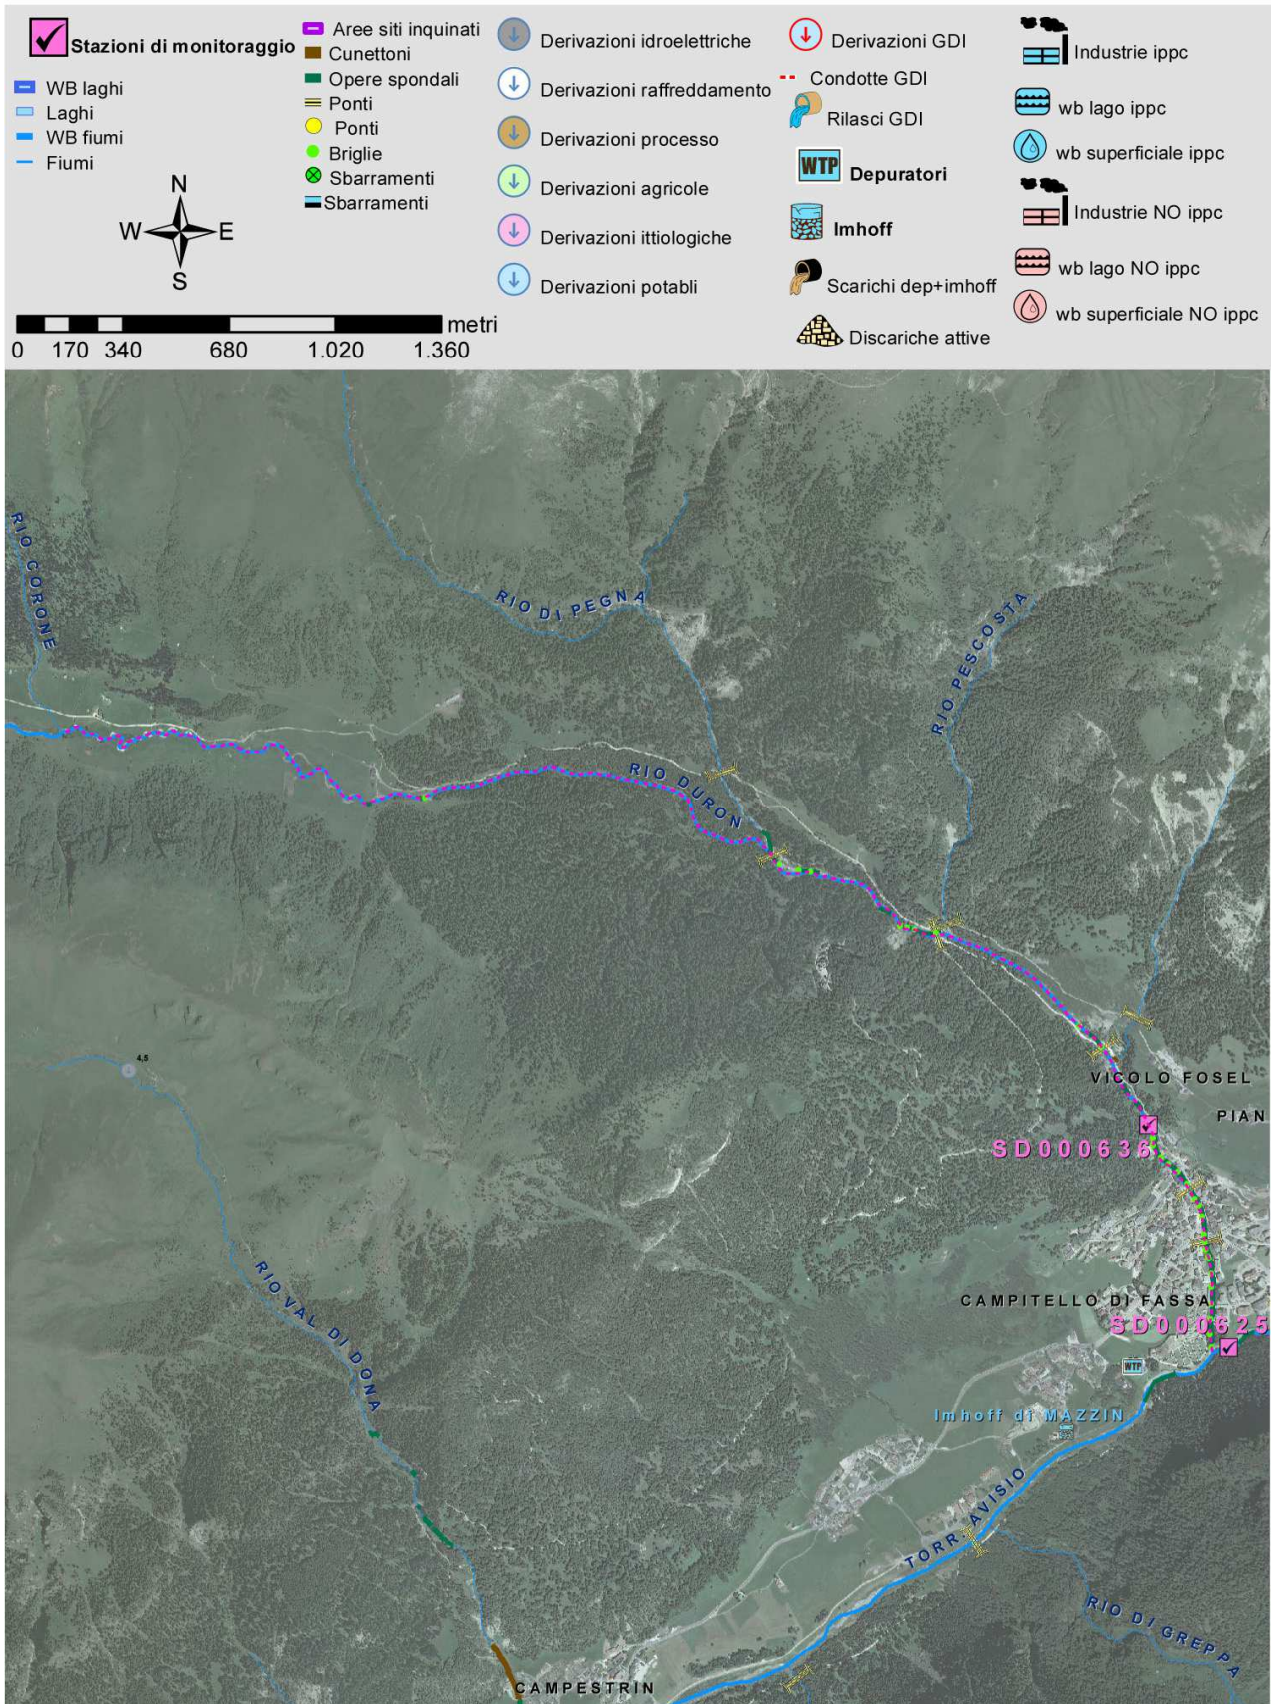 Stazioni di monitoraggio
WB laghi
Laghi
WB fiumi
Fiumi
N
W E
S
Aree siti inquinati
Cunettoni
Opere spondali
Ponti
Ponti
Briglie
Sbarramenti
Sbarramenti
Derivazioni idroelettriche
Derivazioni raffreddamento
Derivazioni processo
Derivazioni agricole
Derivazioni ittiologiche
Derivazioni potabli
Derivazioni GDI
Condotte GDI
Rilasci GDI
WTP Depuratori
Imhoff
Scarichi dep+imhoff
Discariche attive
Industrie ippc
wb lago ippc
wb superficiale ippc
Industrie NO ippc
wb lago NO ippc
wb superficiale NO ippc
metri
0 170 340 680 1.020 1.360
RIO CORONE
RIO DI PEGNA
RIO PESCOSTA
RIO DURON
4,5
VICOLO FOSEL
PIAN
SD000636
RIO VAL DI DONA
CAMPITELLO DI FASSA
SD000625
WTP
Imhoff di MAZZIN
TORR. AVISIO
RIO DI GREPPA
CAMPESTRIN